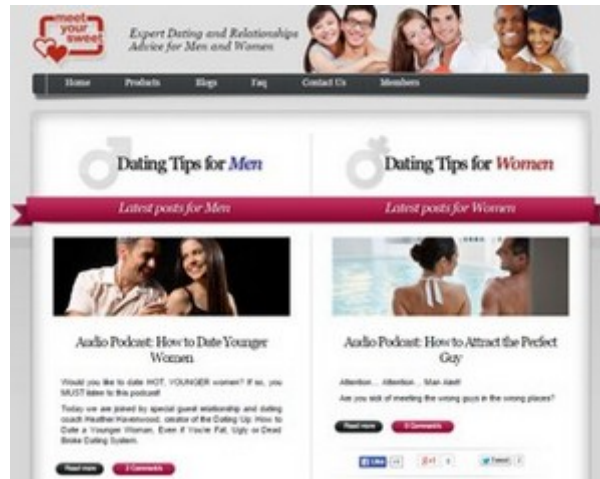 meet
your
sweet
Expert Dating and Relationships
Advice for Men and Women
Home Products Blogs Faq Contact Us Members
Dating Tips for Men
Dating Tips for Women
Latest posts for Men
Latest posts for Women
Audio Podcast: How to Date Younger
Women
Would you like to date HOT, YOUNGER women? If so, you
MUST listen to this podcast!
Today we are joined by special guest relationship and dating
coach Heather Havenwood, creator of the Dating Up: How to
Date a Younger Woman, Even if You're Fat, Ugly or Dead
Broke Dating System.
Read more 2 Comments
Audio Podcast: How to Attract the Perfect
Guy
Attention... Attention... Man Alert!
Are you sick of meeting the wrong guys in the wrong places?
Read more 0 Comments
Like +1 Tweet